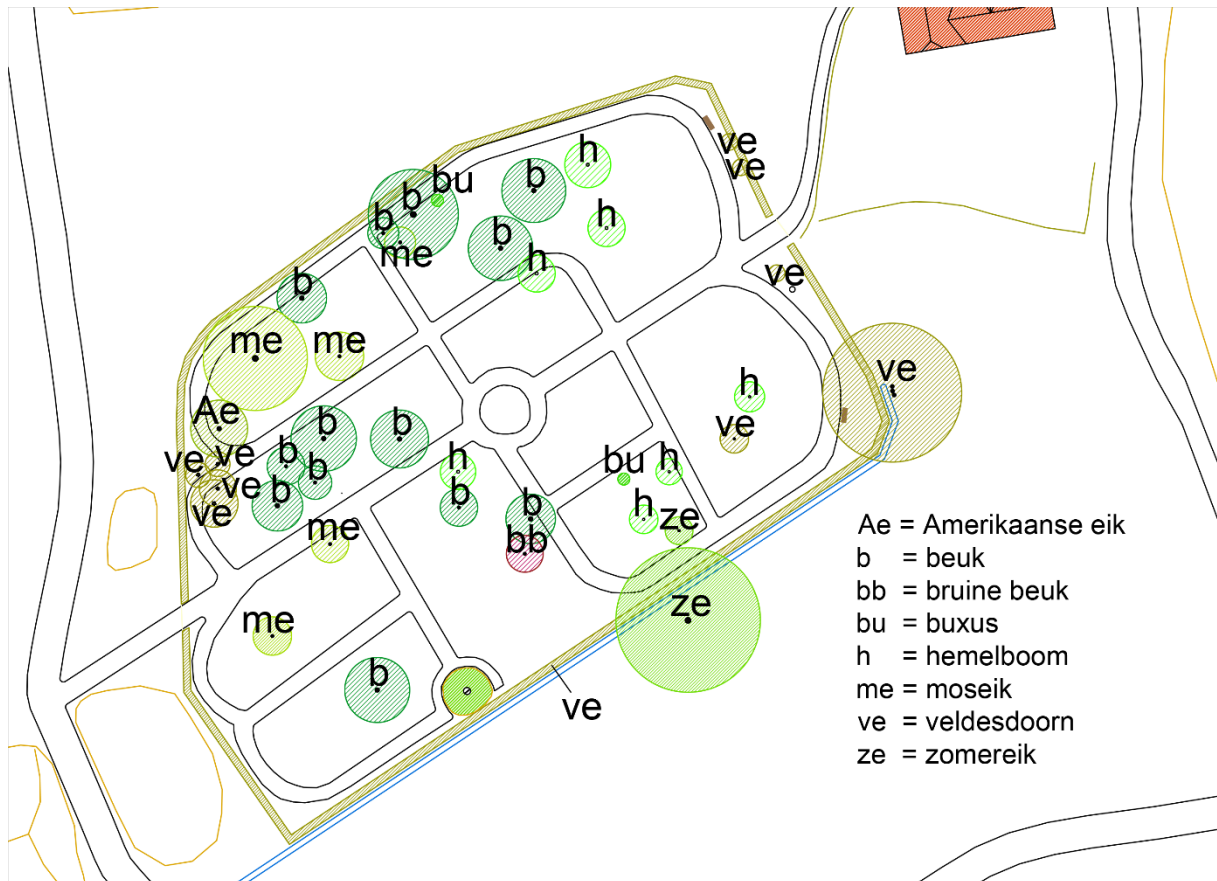 ve
h
ve
b
bu
b
b
h
me
b
h
ve
b
me
me
ve
h
Ae
b
b
ve
ve
ve
b
h
bu
h
b
ve
b
b
b
h
ve
ze
me
bb
Ae = Amerikaanse eik
b = beuk
bb = bruine beuk
bu = buxus
h = hemelboom
me = moseik
ve = veldesdoorn
ze = zomereik
ze
me
b
ve